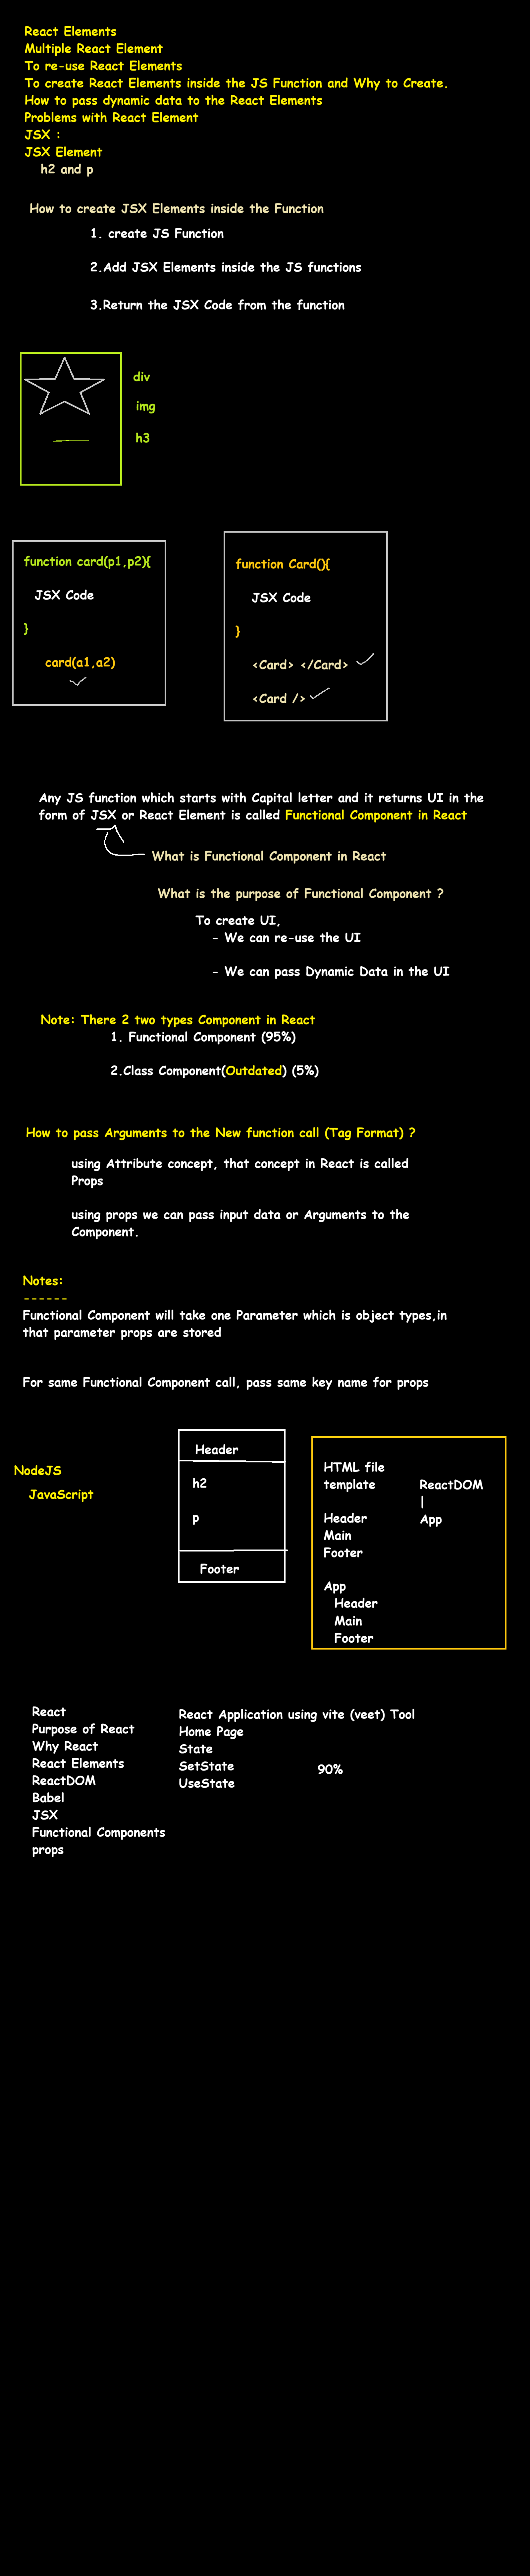 React Elements
Multiple React Element
To re-use React Elements
To create React Elements inside the JS Function and Why to Create.
How to pass dynamic data to the React Elements
Problems with React Element
JSX :
JSX Element
h2 and p
How to create JSX Elements inside the Function
1. create JS Function
2.Add JSX Elements inside the JS functions
3.Return the JSX Code from the function
div
img
h3
function card(p1,p2){
JSX Code
}
card(a1,a2)
function Card(){
JSX Code
}
<Card> </Card>
<Card />
Any JS function which starts with Capital letter and it returns UI in the
form of JSX or React Element is called Functional Component in React
What is Functional Component in React
What is the purpose of Functional Component ?
To create UI,
- We can re-use the UI
- We can pass Dynamic Data in the UI
Note: There 2 two types Component in React
1. Functional Component (95%)
2.Class Component(Outdated) (5%)
How to pass Arguments to the New function call (Tag Format) ?
using Attribute concept, that concept in React is called
Props
using props we can pass input data or Arguments to the
Component.
Notes:
------
Functional Component will take one Parameter which is object types,in
that parameter props are stored
For same Functional Component call, pass same key name for props
NodeJS
JavaScript
Header
h2
p
Footer
HTML file
template
Header
Main
Footer
App
Header
Main
Footer
ReactDOM
|
App
React
Purpose of React
Why React
React Elements
ReactDOM
Babel
JSX
Functional Components
props
React Application using vite (veet) Tool
Home Page
State
SetState
UseState
90%